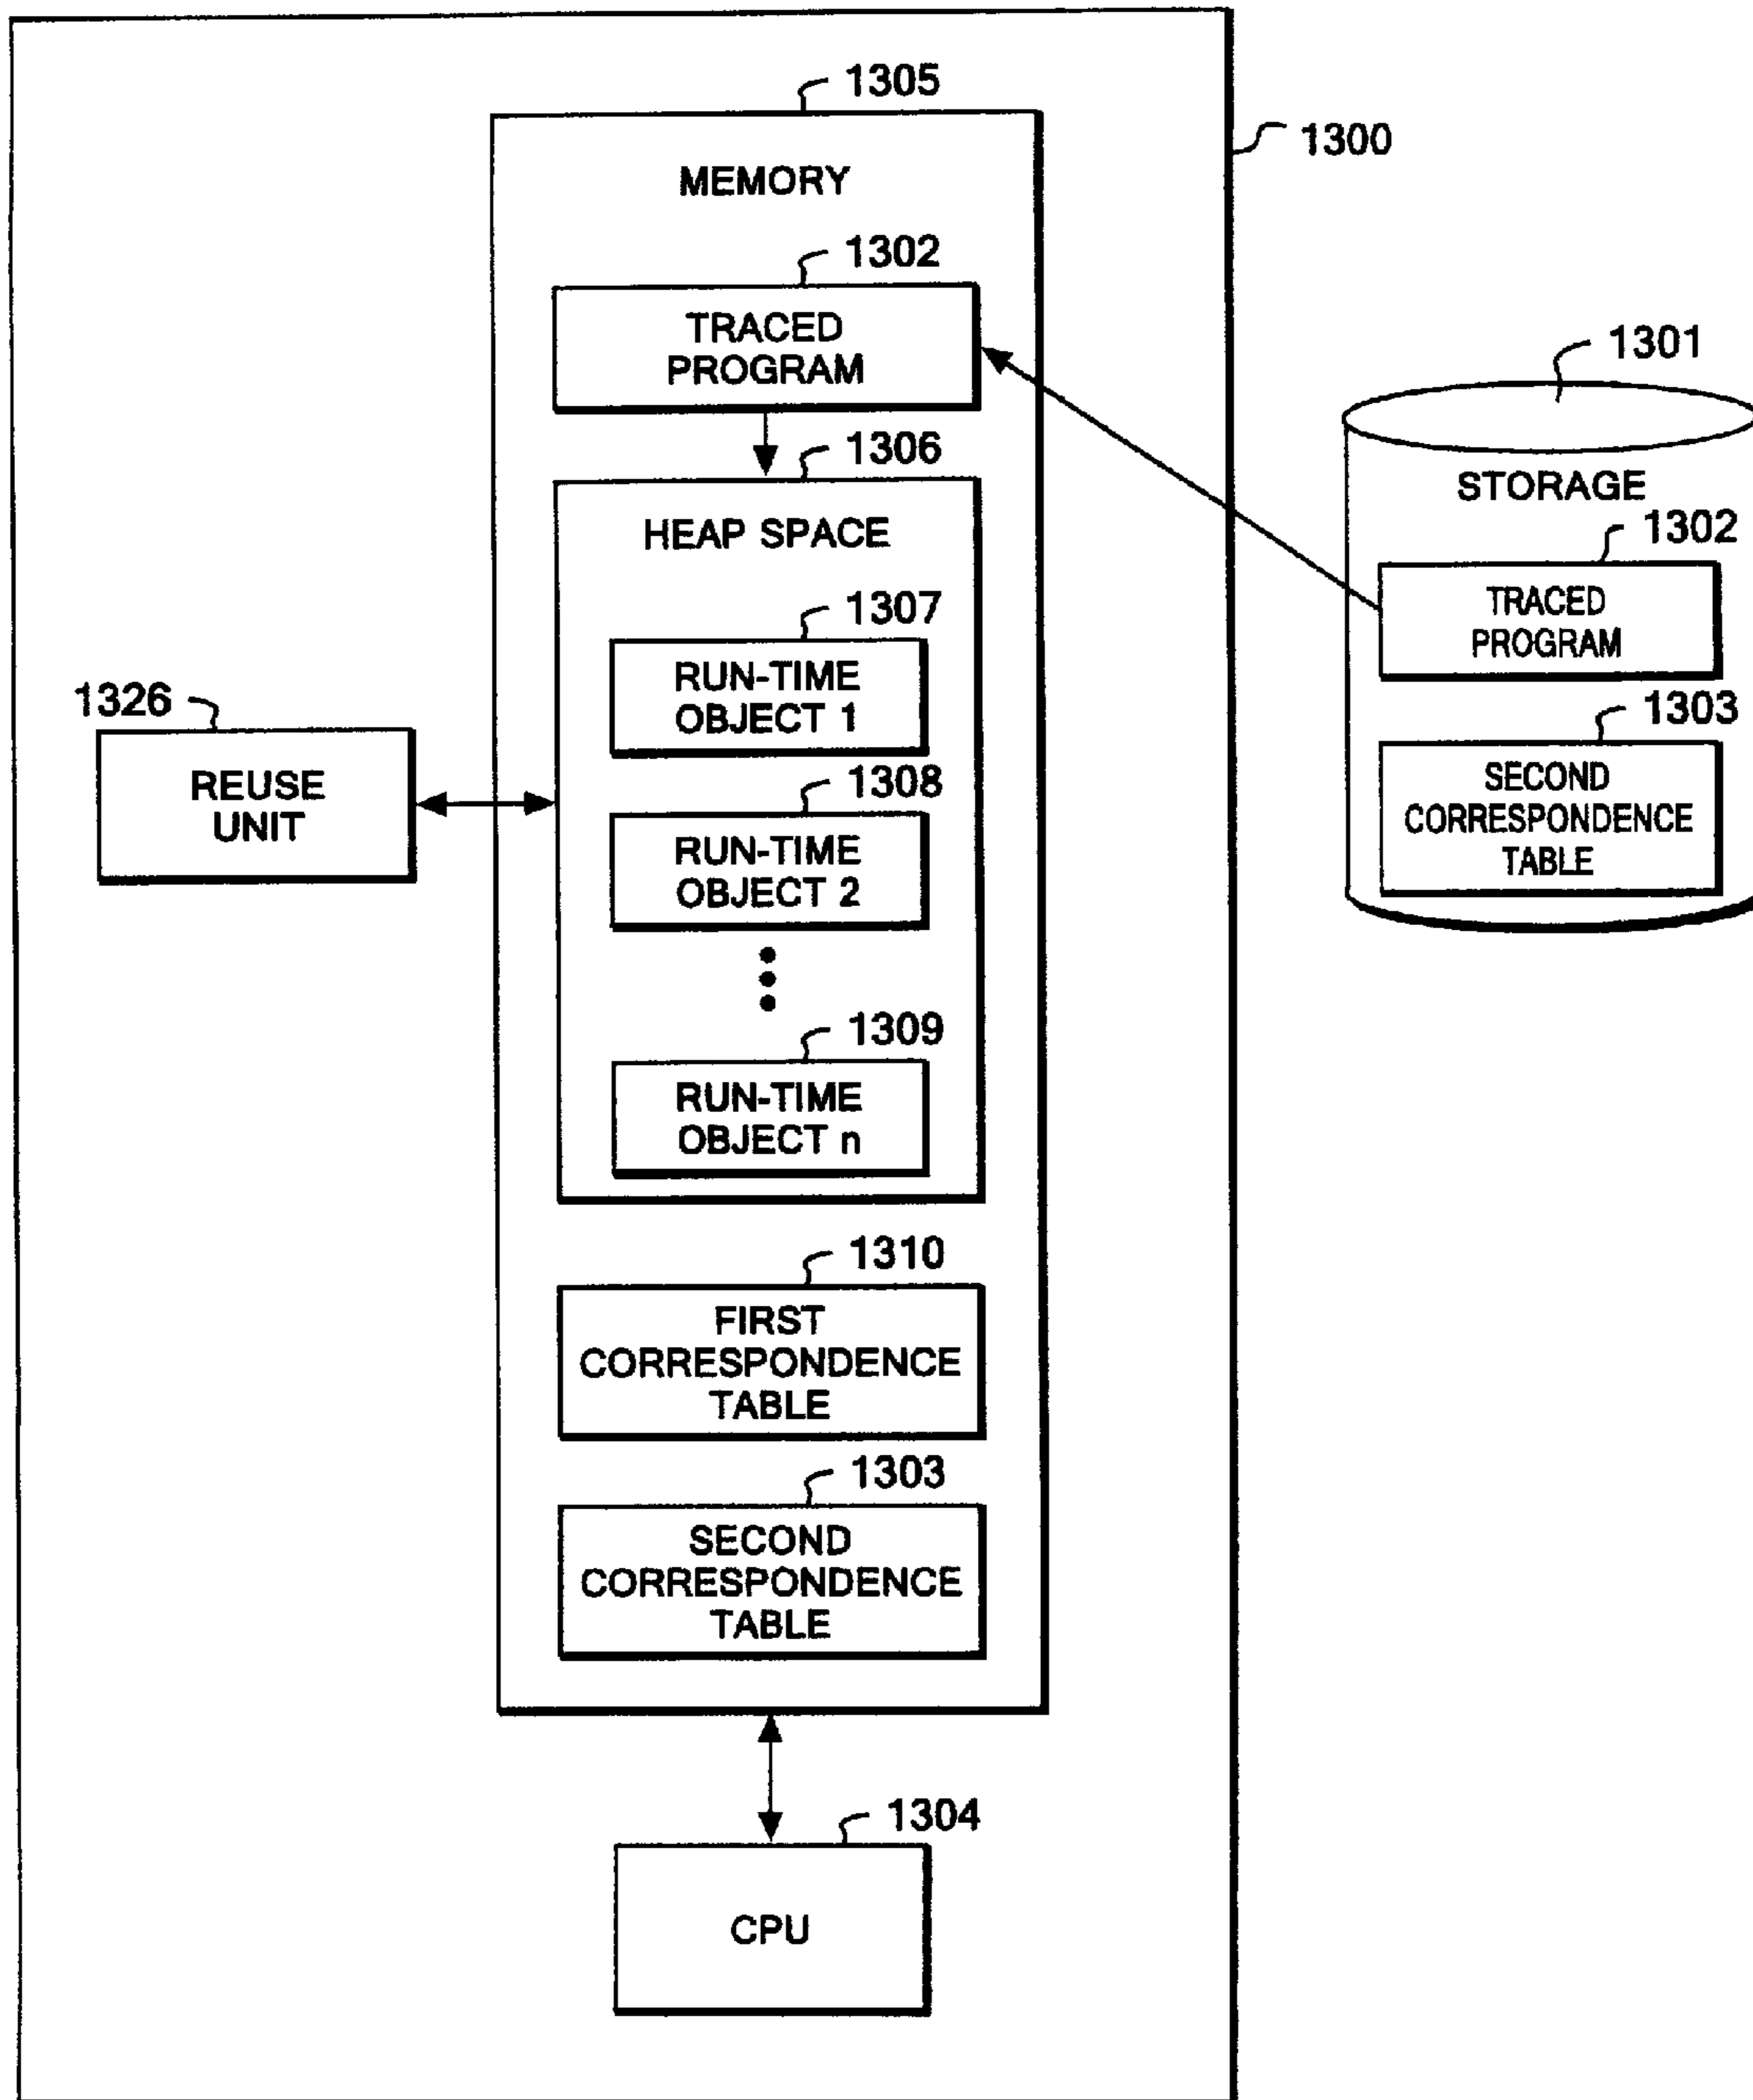 1305
1300
MEMORY
1302
TRACED
PROGRAM
1301
STORAGE
1302
TRACED
PROGRAM
1303
SECOND
CORRESPONDENCE
TABLE
1306
HEAP SPACE
1307
RUN-TIME
OBJECT 1
1326
REUSE
UNIT
1308
RUN-TIME
OBJECT 2
1309
RUN-TIME
OBJECT n
1310
FIRST
CORRESPONDENCE
TABLE
1303
SECOND
CORRESPONDENCE
TABLE
1304
CPU